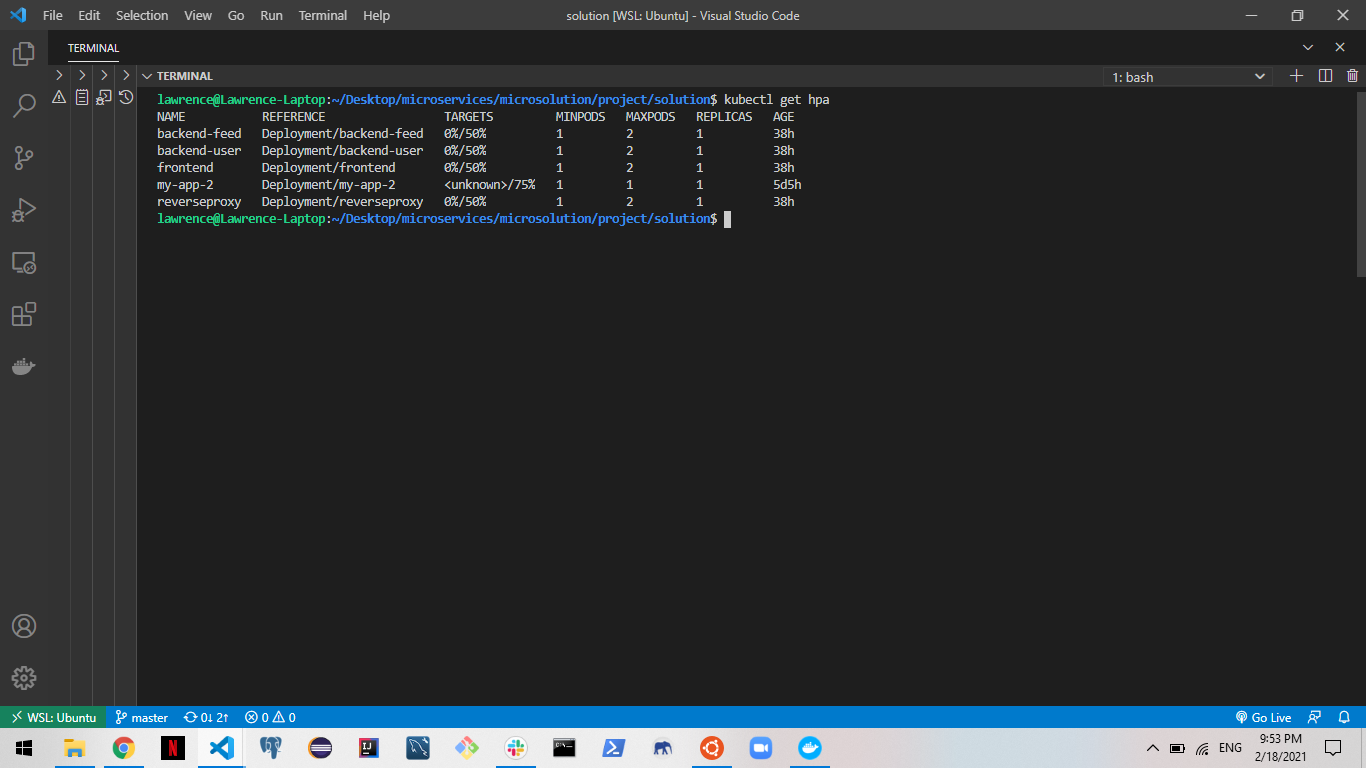 File Edit Selection View Go Run Terminal Help solution [WSL: Ubuntu] - Visual Studio Code
TERMINAL
TERMINAL 1: bash
lawrence@Lawrence-Laptop:~/Desktop/microservices/microsolution/project/solution$ kubectl get hpa
NAME REFERENCE TARGETS MINPODS MAXPODS REPLICAS AGE
backend-feed Deployment/backend-feed 0%/50% 1 2 1 38h
backend-user Deployment/backend-user 0%/50% 1 2 1 38h
frontend Deployment/frontend 0%/50% 1 2 1 38h
my-app-2 Deployment/my-app-2 <unknown>/75% 1 1 1 5d5h
reverseproxy Deployment/reverseproxy 0%/50% 1 2 1 38h
lawrence@Lawrence-Laptop:~/Desktop/microservices/microsolution/project/solution$
WSL: Ubuntu master 0↓ 2↑ 0 0 Go Live
N IJ php ENG 9:53 PM
2/18/2021